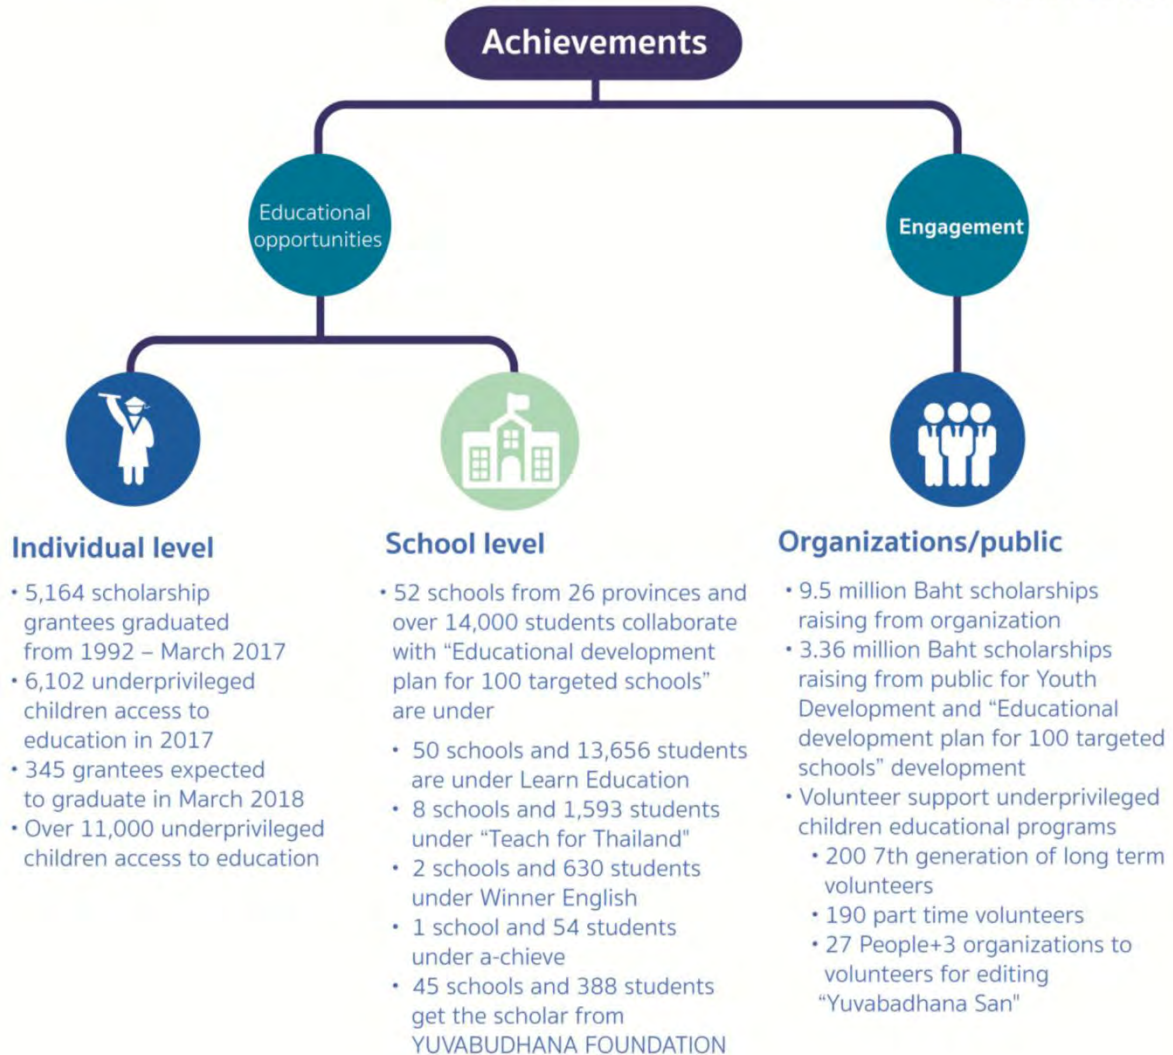 Achievements
Educational
opportunities
Engagement
Individual level
• 5,164 scholarship
grantees graduated
from 1992 – March 2017
• 6,102 underprivileged
children access to
education in 2017
• 345 grantees expected
to graduate in March 2018
• Over 11,000 underprivileged
children access to education
School level
• 52 schools from 26 provinces and
over 14,000 students collaborate
with “Educational development
plan for 100 targeted schools”
are under
• 50 schools and 13,656 students
are under Learn Education
• 8 schools and 1,593 students
under “Teach for Thailand"
• 2 schools and 630 students
under Winner English
• 1 school and 54 students
under a-chieve
• 45 schools and 388 students
get the scholar from
YUVABUDHANA FOUNDATION
Organizations/public
• 9.5 million Baht scholarships
raising from organization
• 3.36 million Baht scholarships
raising from public for Youth
Development and “Educational
development plan for 100 targeted
schools” development
• Volunteer support underprivileged
children educational programs
• 200 7th generation of long term
volunteers
• 190 part time volunteers
• 27 People+3 organizations to
volunteers for editing
“Yuvabadhana San"